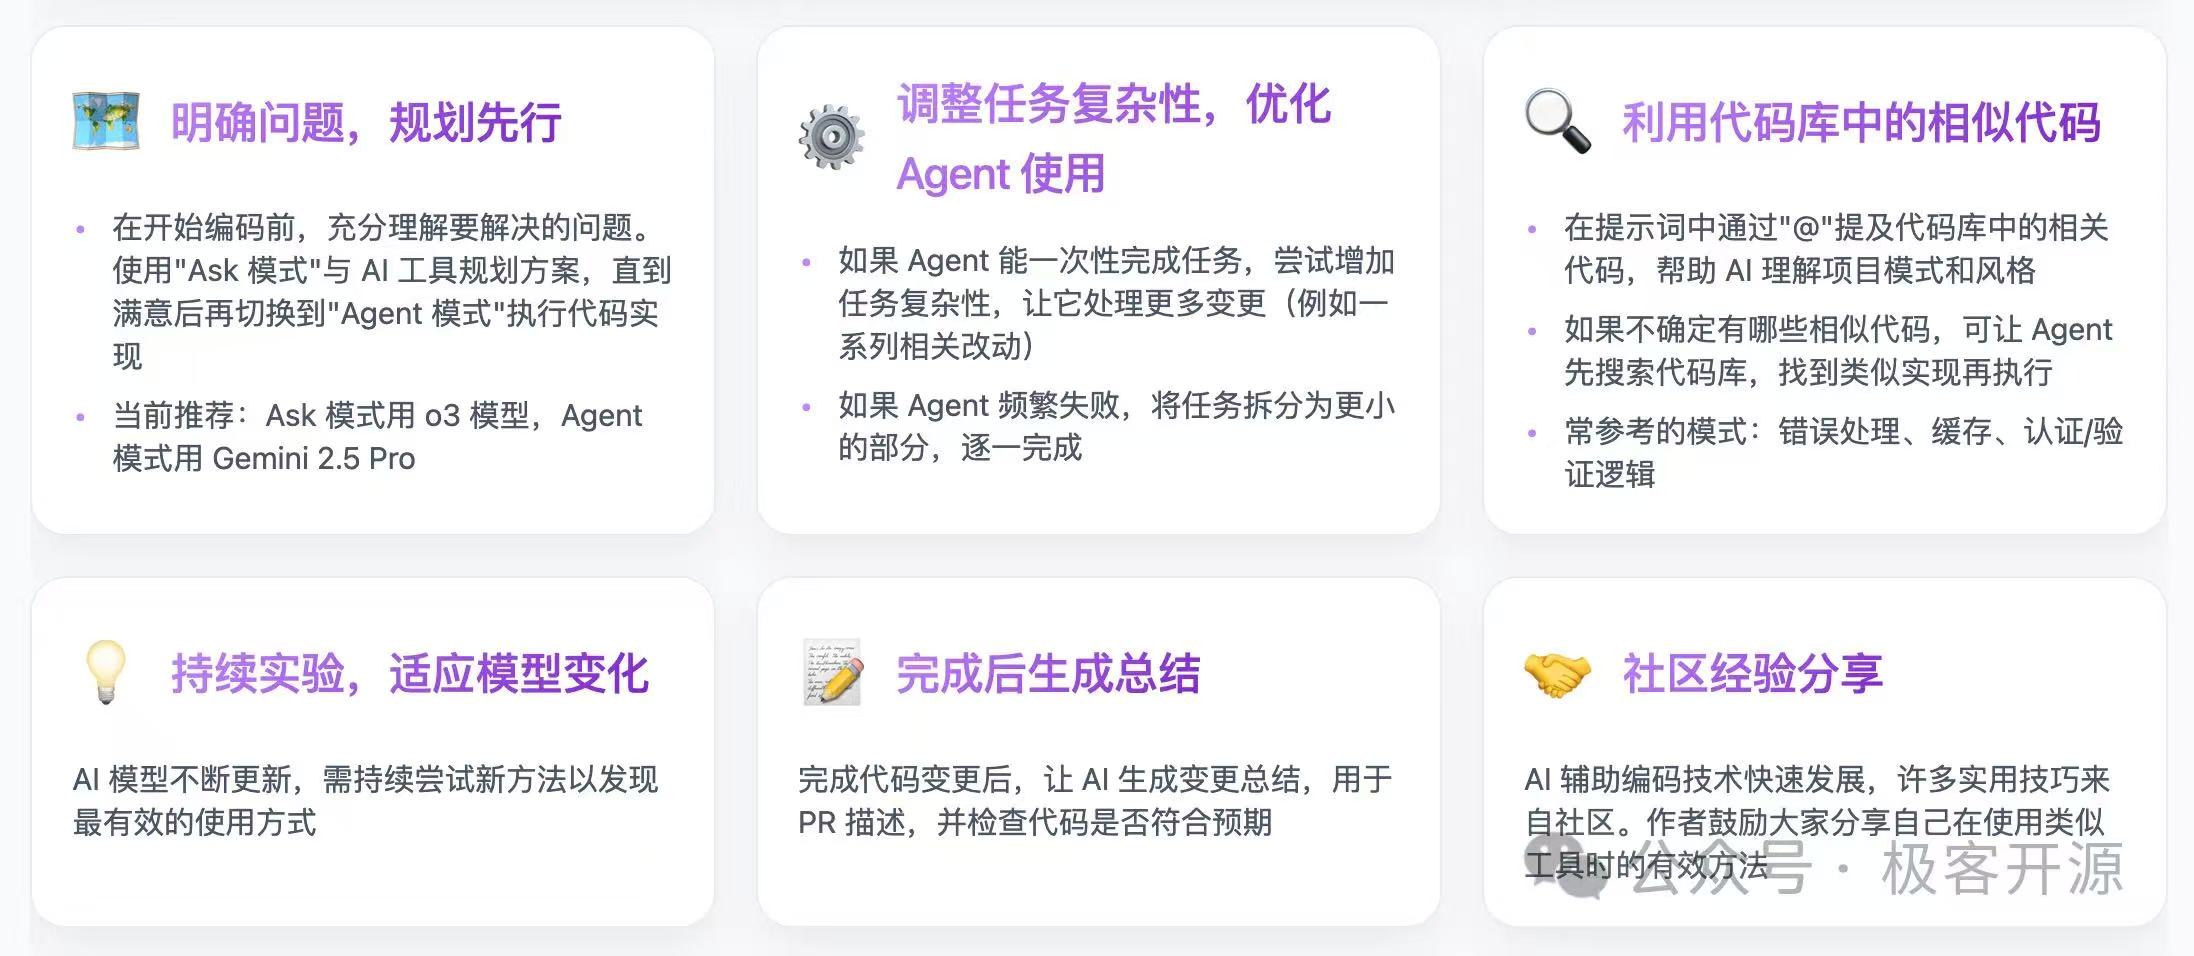 明确问题，规划先行
在开始编码前，充分理解要解决的问题。
使用"Ask 模式"与 AI 工具规划方案，直到
满意后再切换到"Agent 模式"执行代码实
现
当前推荐：Ask 模式用 o3 模型，Agent
模式用 Gemini 2.5 Pro
调整任务复杂性，优化
Agent 使用
如果 Agent 能一次性完成任务，尝试增加
任务复杂性，让它处理更多变更（例如一
系列相关改动）
如果 Agent 频繁失败，将任务拆分为更小
的部分，逐一完成
利用代码库中的相似代码
在提示词中通过"@"提及代码库中的相关
代码，帮助 AI 理解项目模式和风格
如果不确定有哪些相似代码，可让 Agent
先搜索代码库，找到类似实现再执行
常参考的模式：错误处理、缓存、认证/验
证逻辑
持续实验，适应模型变化
AI 模型不断更新，需持续尝试新方法以发现
最有效的使用方式
完成后生成总结
完成代码变更后，让 AI 生成变更总结，用于
PR 描述，并检查代码是否符合预期
社区经验分享
AI 辅助编码技术快速发展，许多实用技巧来
自社区。作者鼓励大家分享自己在使用类似
工具时的有效方法
公众号 · 极客开源